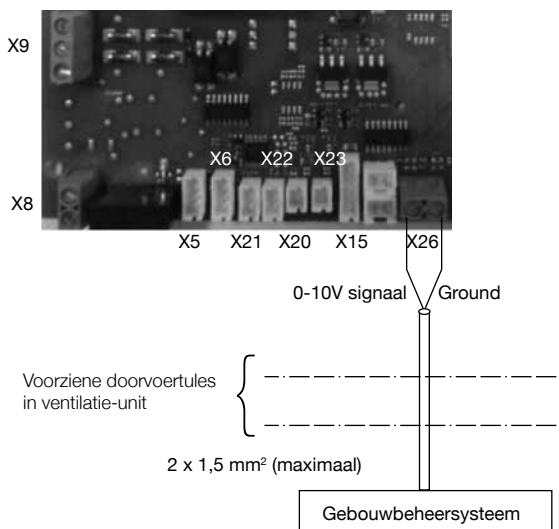 X9
X6
X22
X23
X8
X5
X21
X20
X15
X26
0-10V signaal
Ground
Voorziene doorvoertules
in ventilatie-unit
2 x 1,5 mm² (maximaal)
Gebouwbeheersysteem